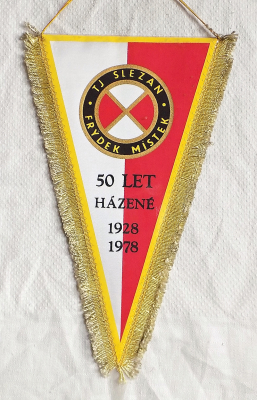 TJ SLEZAN
FRÝDEK MÍSTEK
50 LET
HÁZENÉ
1928
1978